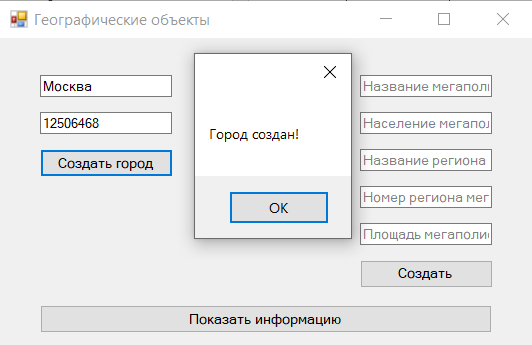 Географические объекты
Москва
12506468
Создать город
Город создан!
OK
Название мегапол
Население мегапол
Название региона
Номер региона мег
Площадь мегаполис
Создать
Показать информацию